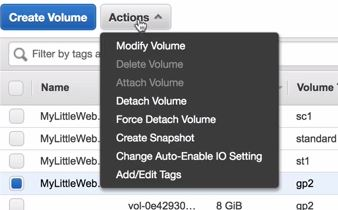 Create Volume Actions
Filter by tags a
Name Volume T
Modify Volume
Delete Volume
Attach Volume
Detach Volume
Force Detach Volume
Create Snapshot
Change Auto-Enable IO Setting
Add/Edit Tags
MyLittleWeb. sc1
MyLittleWeb. standard
MyLittleWeb. st1
MyLittleWeb. gp2
vol-0e42930... 8 GiB gp2